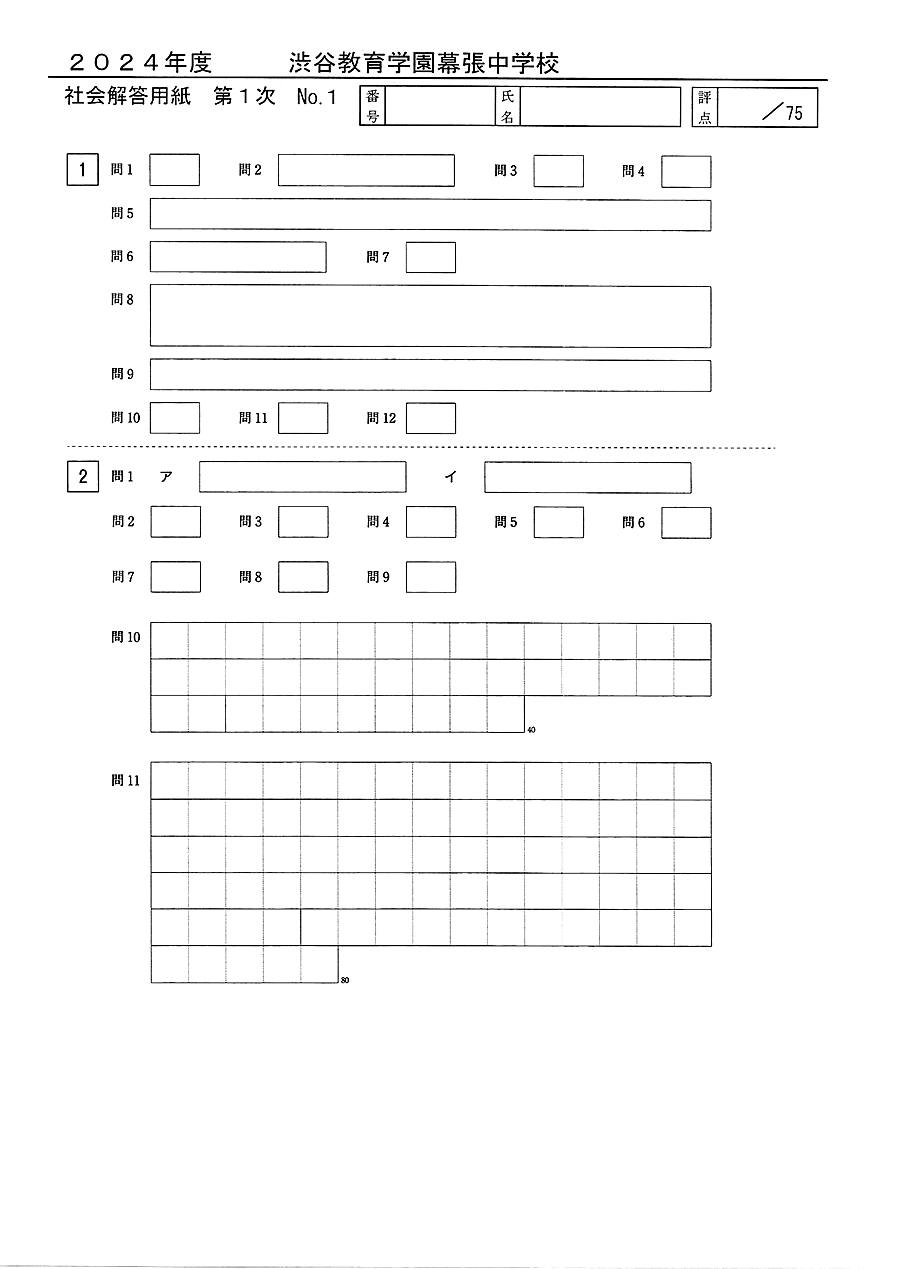 ２０２４年度　渋谷教育学園幕張中学校
社会解答用紙　第１次　No.1　番号　氏名　評点　／75
1　問1　問2　問3　問4
問5
問6　問7
問8
問9
問10　問11　問12
2　問1　ア　イ
問2　問3　問4　問5　問6
問7　問8　問9
問10
40
問11
80